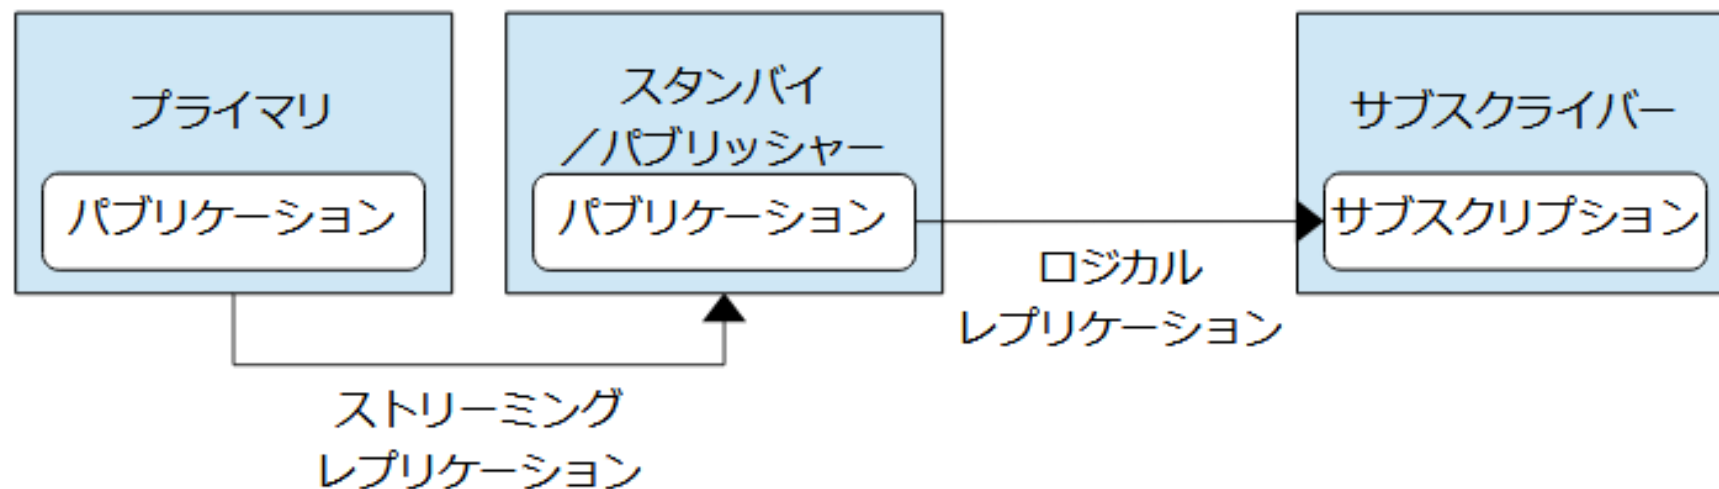 プライマリ
パブリケーション
スタンバイ
／パブリッシャー
パブリケーション
サブスクライバー
サブスクリプション
ロジカル
レプリケーション
ストリーミング
レプリケーション